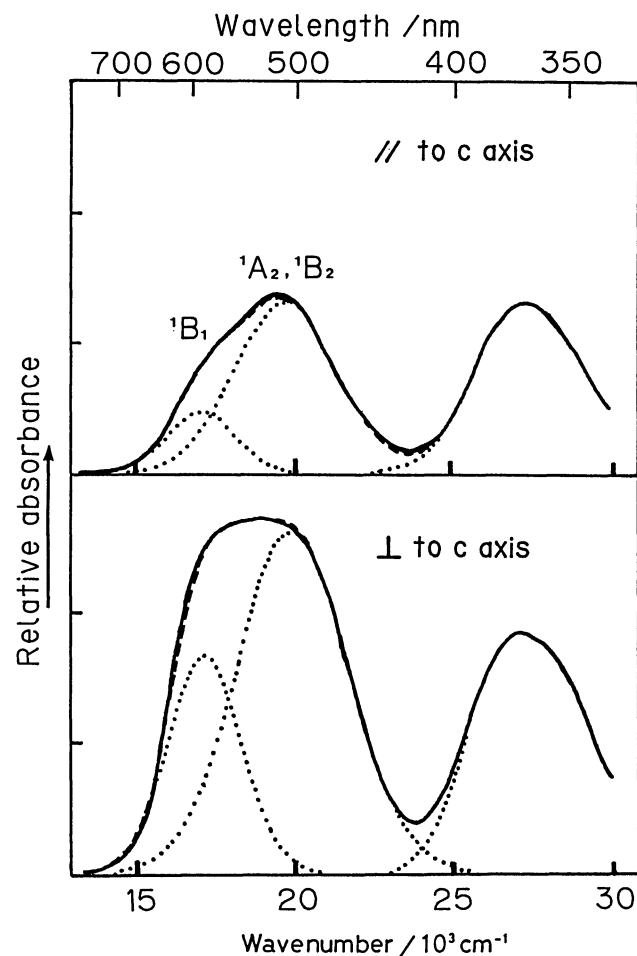 Wavelength /nm
700 600 500 400 350
// to c axis
¹A₂, ¹B₂
¹B₁
Relative absorbance
⊥ to c axis
15 20 25 30
Wavenumber / 10³ cm⁻¹